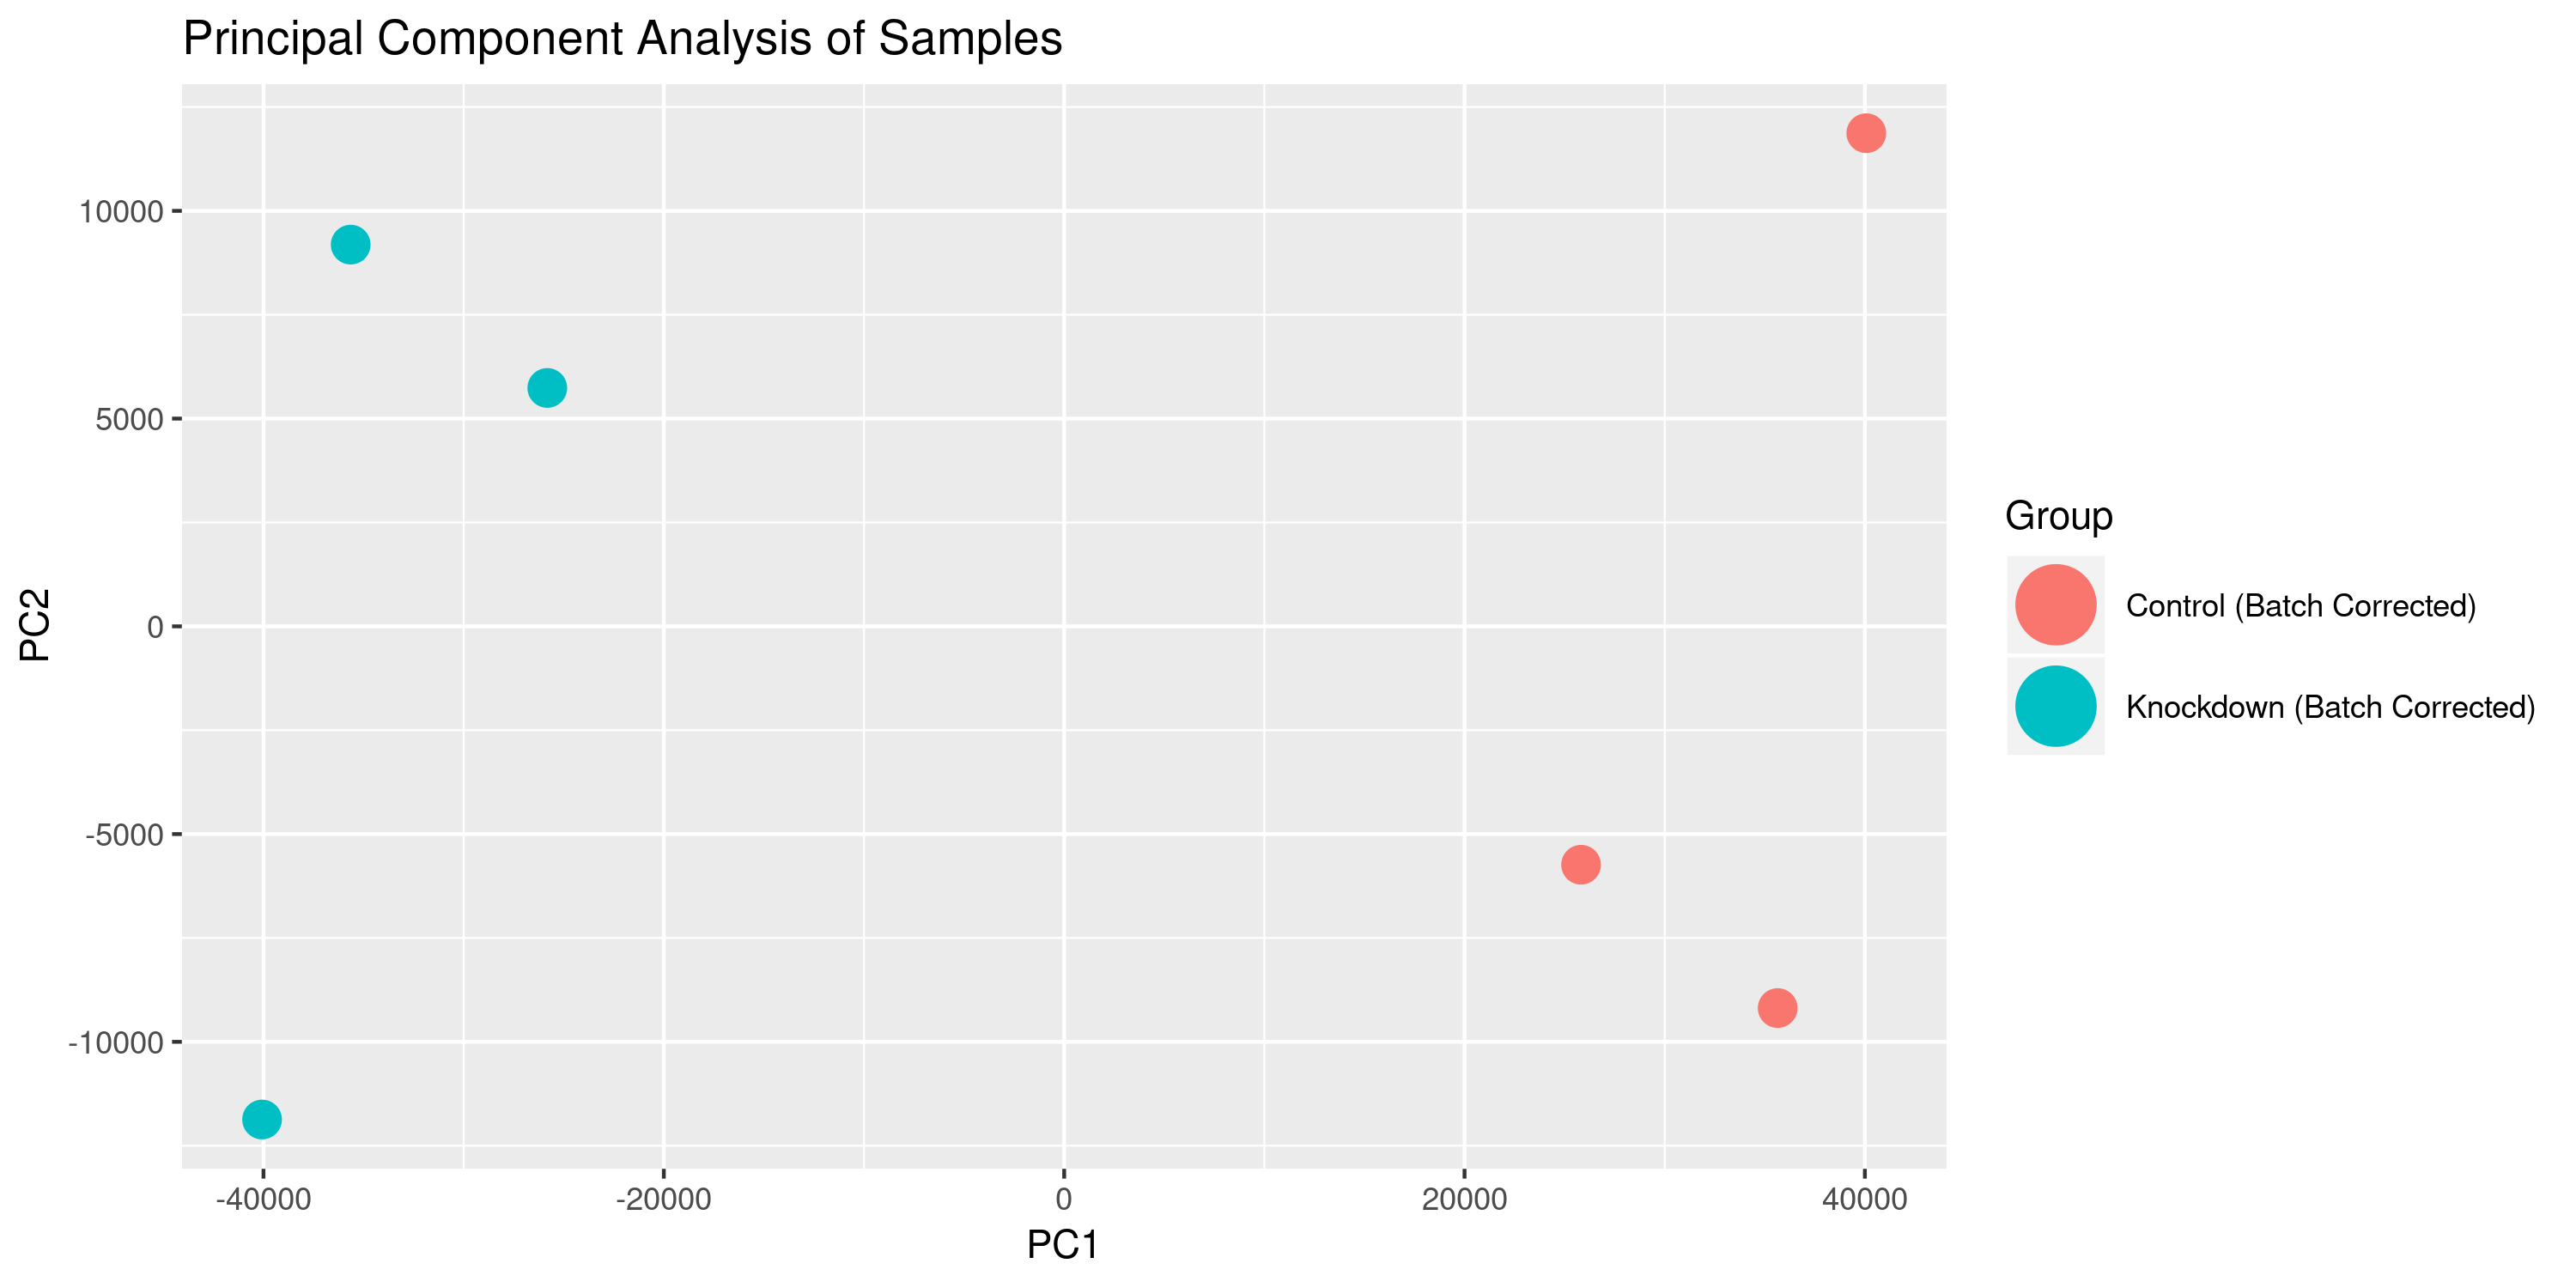 Principal Component Analysis of Samples
10000
5000
0
-5000
-10000
PC2
-40000
-20000
0
20000
40000
PC1
Group
Control (Batch Corrected)
Knockdown (Batch Corrected)